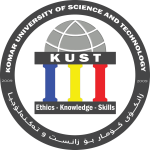 KOMAR UNIVERSITY OF SCIENCE AND TECHNOLOGY
KUST
Ethics - Knowledge - Skills
زانكۆی كۆمار بۆ زانست و تەكنەلۆجیا